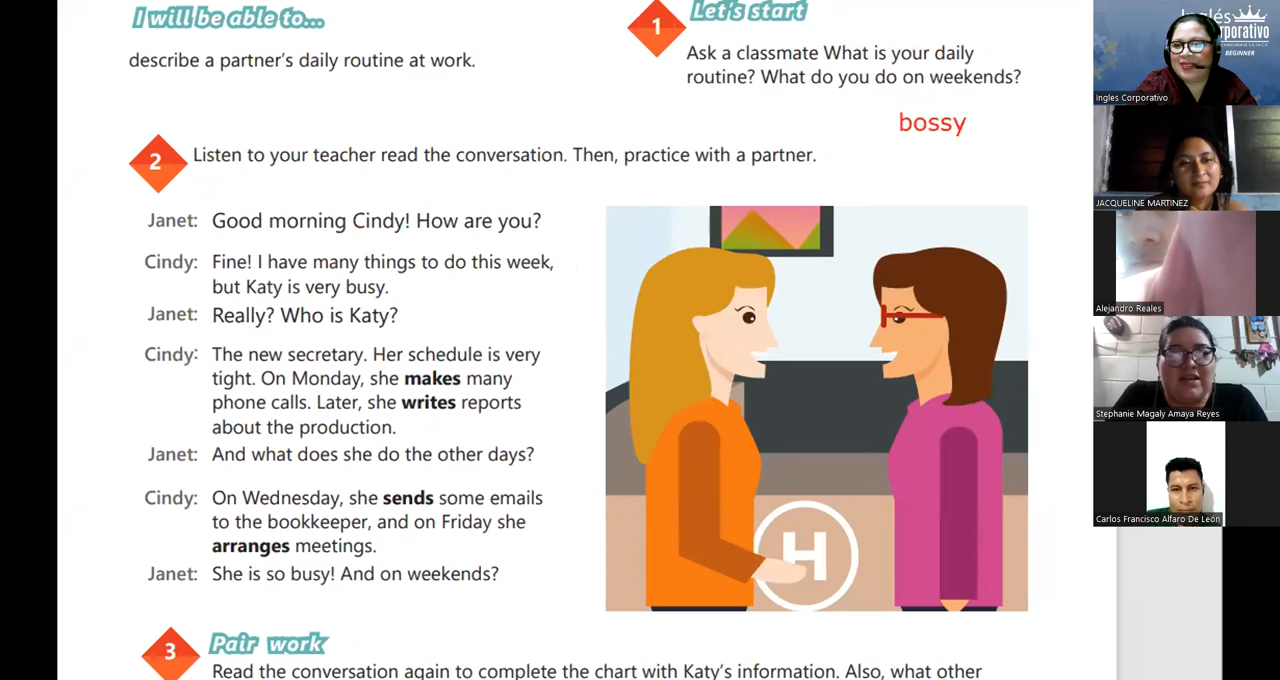 I will be able to...
describe a partner's daily routine at work.
1
Let's start
Ask a classmate What is your daily
routine? What do you do on weekends?
bossy
2
Listen to your teacher read the conversation. Then, practice with a partner.
Janet: Good morning Cindy! How are you?
Cindy: Fine! I have many things to do this week,
but Katy is very busy.
Janet: Really? Who is Katy?
Cindy: The new secretary. Her schedule is very
tight. On Monday, she makes many
phone calls. Later, she writes reports
about the production.
Janet: And what does she do the other days?
Cindy: On Wednesday, she sends some emails
to the bookkeeper, and on Friday she
arranges meetings.
Janet: She is so busy! And on weekends?
H
3
Pair work
Read the conversation again to complete the chart with Katy's information. Also, what other
Inglés
BEGINNER
Ingles Corporativo
JACQUELINE MARTINEZ
Alejandro Reales
Stephanie Magaly Amaya Reyes
Carlos Francisco Alfaro De León